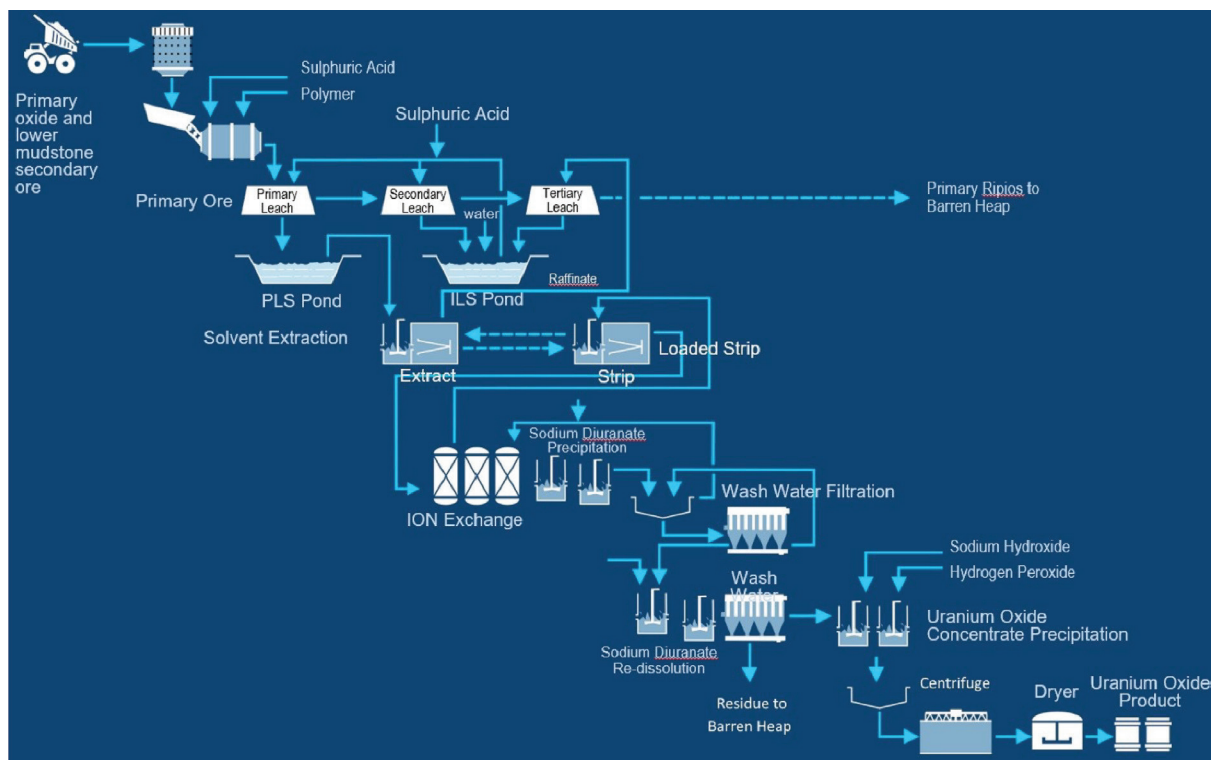 Sulphuric Acid
Polymer
Primary
oxide and
lower
mudstone
secondary
ore
Sulphuric Acid
Primary Ore
Primary
Leach
Secondary
Leach
Tertiary
Leach
Primary Ripios to
Barren Heap
water
PLS Pond
ILS Pond
Raffinate
Solvent Extraction
Extract
Strip
Loaded Strip
Sodium Diuranate
Precipitation
ION Exchange
Wash Water Filtration
Wash
Water
Sodium Hydroxide
Hydrogen Peroxide
Uranium Oxide
Concentrate Precipitation
Sodium Diuranate
Re-dissolution
Residue to
Barren Heap
Centrifuge
Dryer
Uranium Oxide
Product